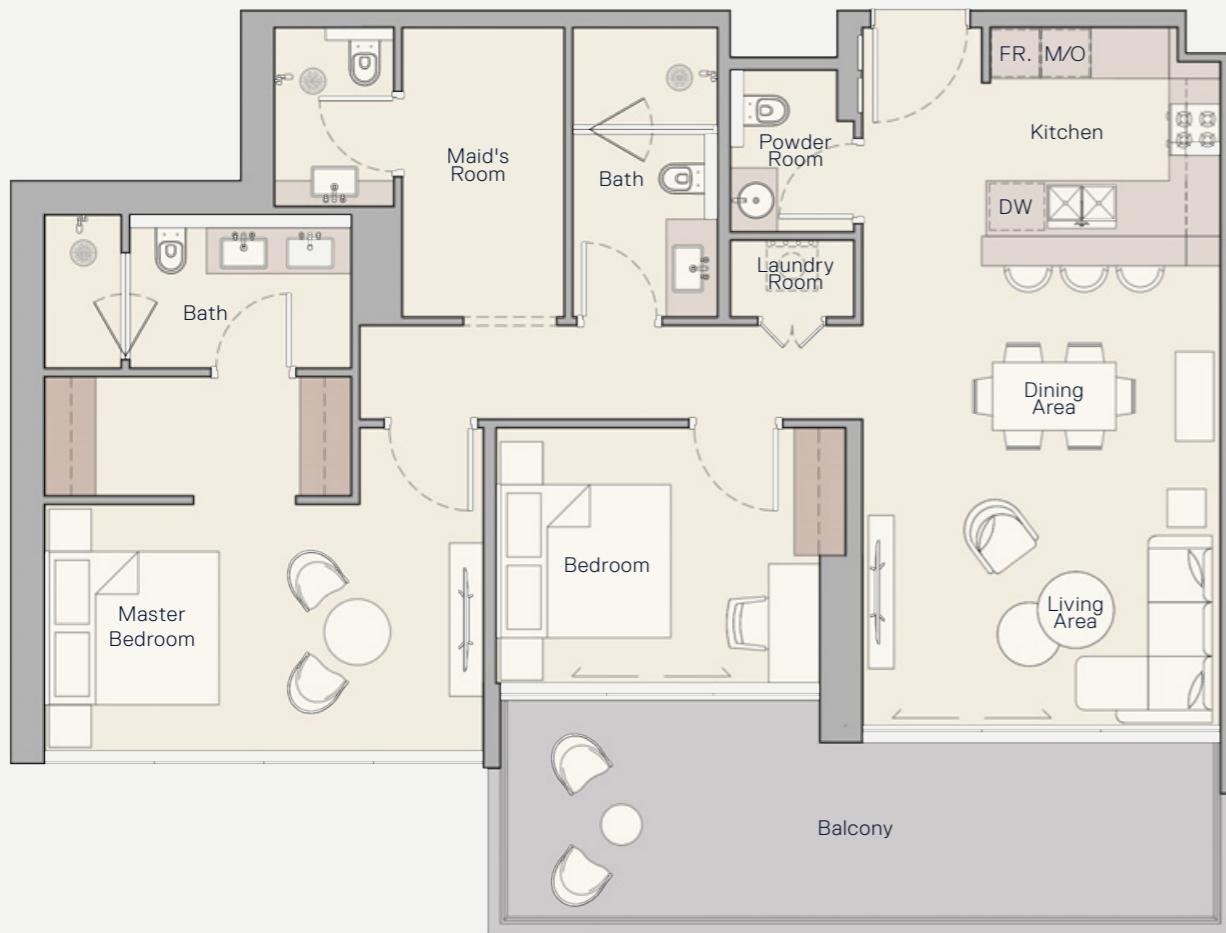 FR. M/O
Kitchen
Powder
Room
Maid's
Room
Bath
DW
Laundry
Room
Bath
Dining
Area
Bedroom
Master
Bedroom
Living
Area
Balcony